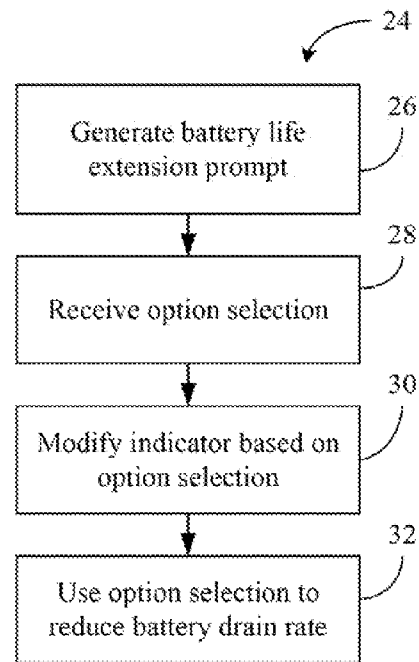 24
Generate battery life
extension prompt
26
Receive option selection
28
Modify indicator based on
option selection
30
Use option selection to
reduce battery drain rate
32